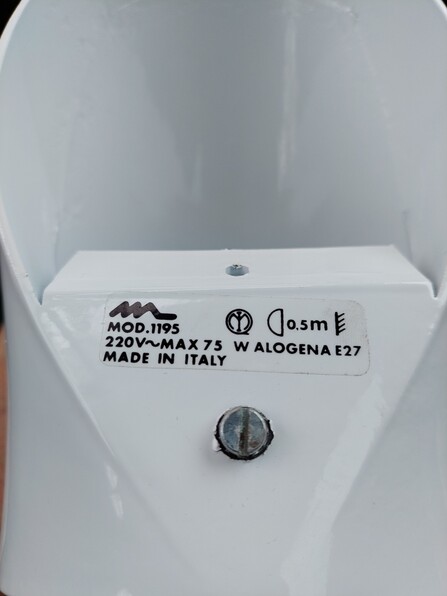 MOD.1195 0.5m
220V~MAX 75 W ALOGENA E27
MADE IN ITALY